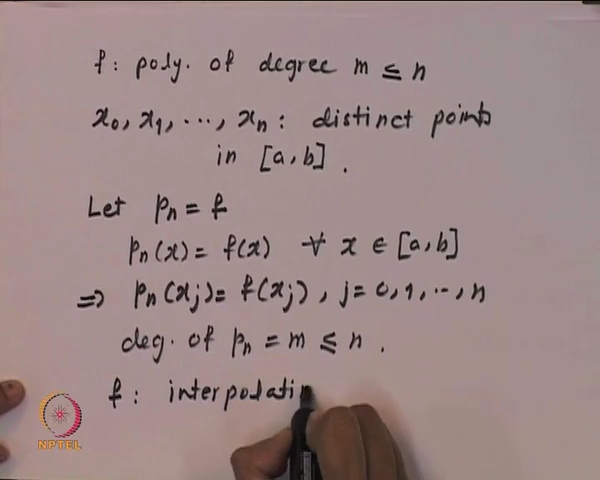 f : poly. of degree m ≤ n
x₀, x₁, ..., xₙ : distinct points
in [a, b] .
Let pₙ = f
pₙ(x) = f(x) ∀ x ∈ [a, b]
⇒ pₙ(xⱼ) = f(xⱼ), j = 0, 1, .., n
deg. of pₙ = m ≤ n .
f : interpolatin
NPTEL